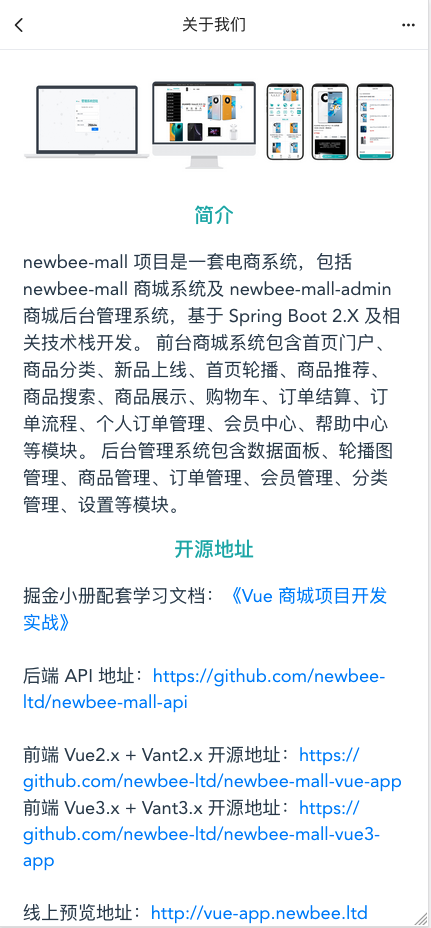 关于我们
简介
newbee-mall 项目是一套电商系统，包括
newbee-mall 商城系统及 newbee-mall-admin
商城后台管理系统，基于 Spring Boot 2.X 及相
关技术栈开发。 前台商城系统包含首页门户、
商品分类、新品上线、首页轮播、商品推荐、
商品搜索、商品展示、购物车、订单结算、订
单流程、个人订单管理、会员中心、帮助中心
等模块。 后台管理系统包含数据面板、轮播图
管理、商品管理、订单管理、会员管理、分类
管理、设置等模块。
开源地址
掘金小册配套学习文档：《Vue 商城项目开发
实战》
后端 API 地址：https://github.com/newbee-
ltd/newbee-mall-api
前端 Vue2.x + Vant2.x 开源地址：https://
github.com/newbee-ltd/newbee-mall-vue-app
前端 Vue3.x + Vant3.x 开源地址：https://
github.com/newbee-ltd/newbee-mall-vue3-
app
线上预览地址：http://vue-app.newbee.ltd